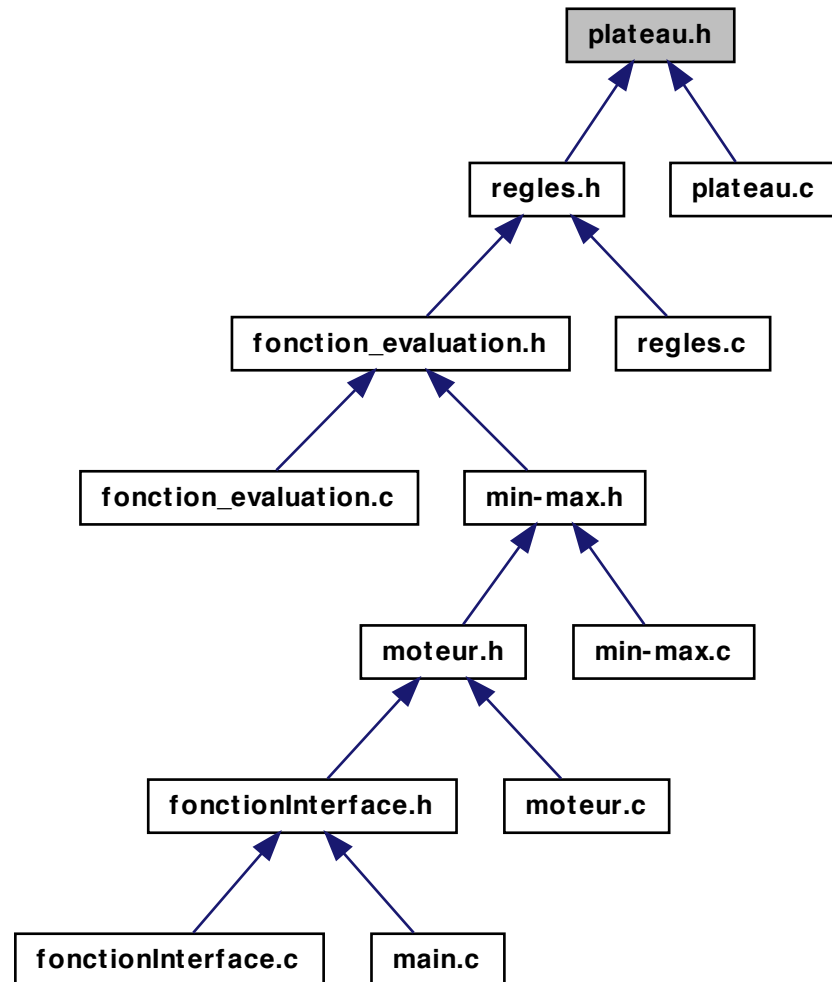 plateau.h
regles.h
plateau.c
fonction_evaluation.h
regles.c
fonction_evaluation.c
min-max.h
moteur.h
min-max.c
fonctionInterface.h
moteur.c
fonctionInterface.c
main.c